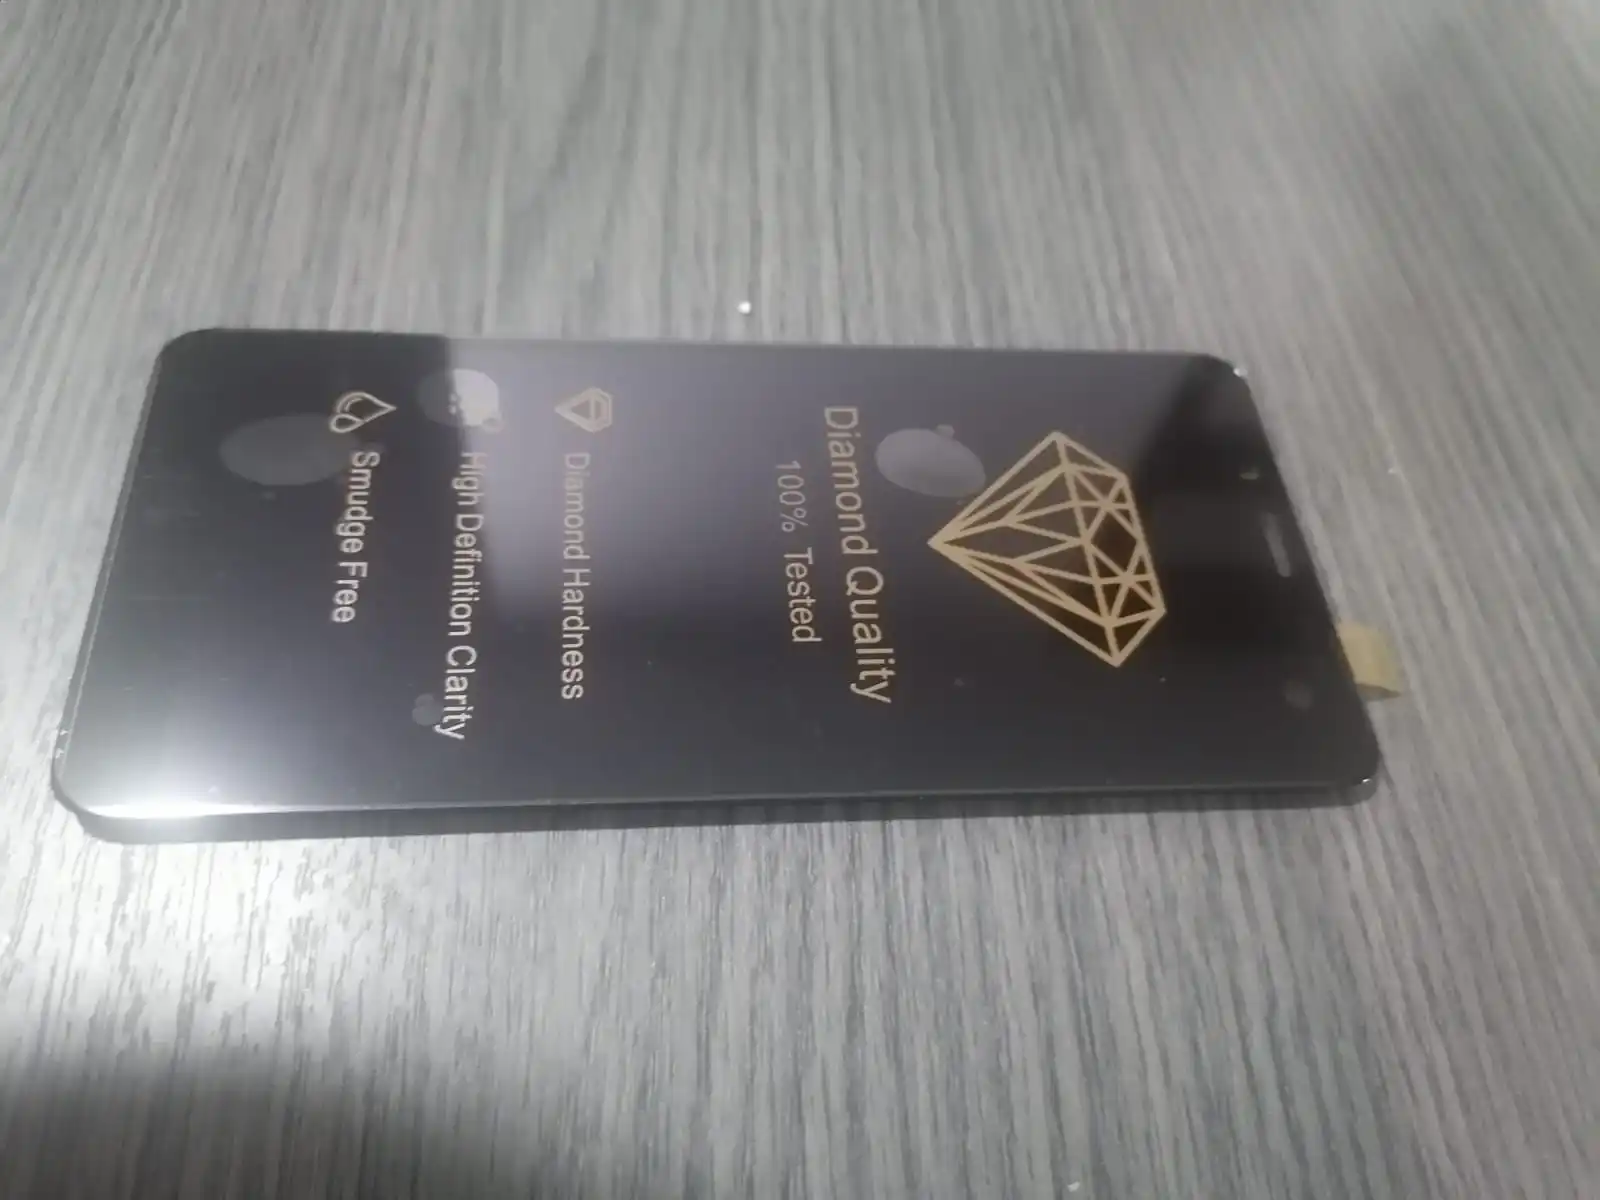 Diamond Quality
100% Tested
Diamond Hardness
High Definition Clarity
Smudge Free